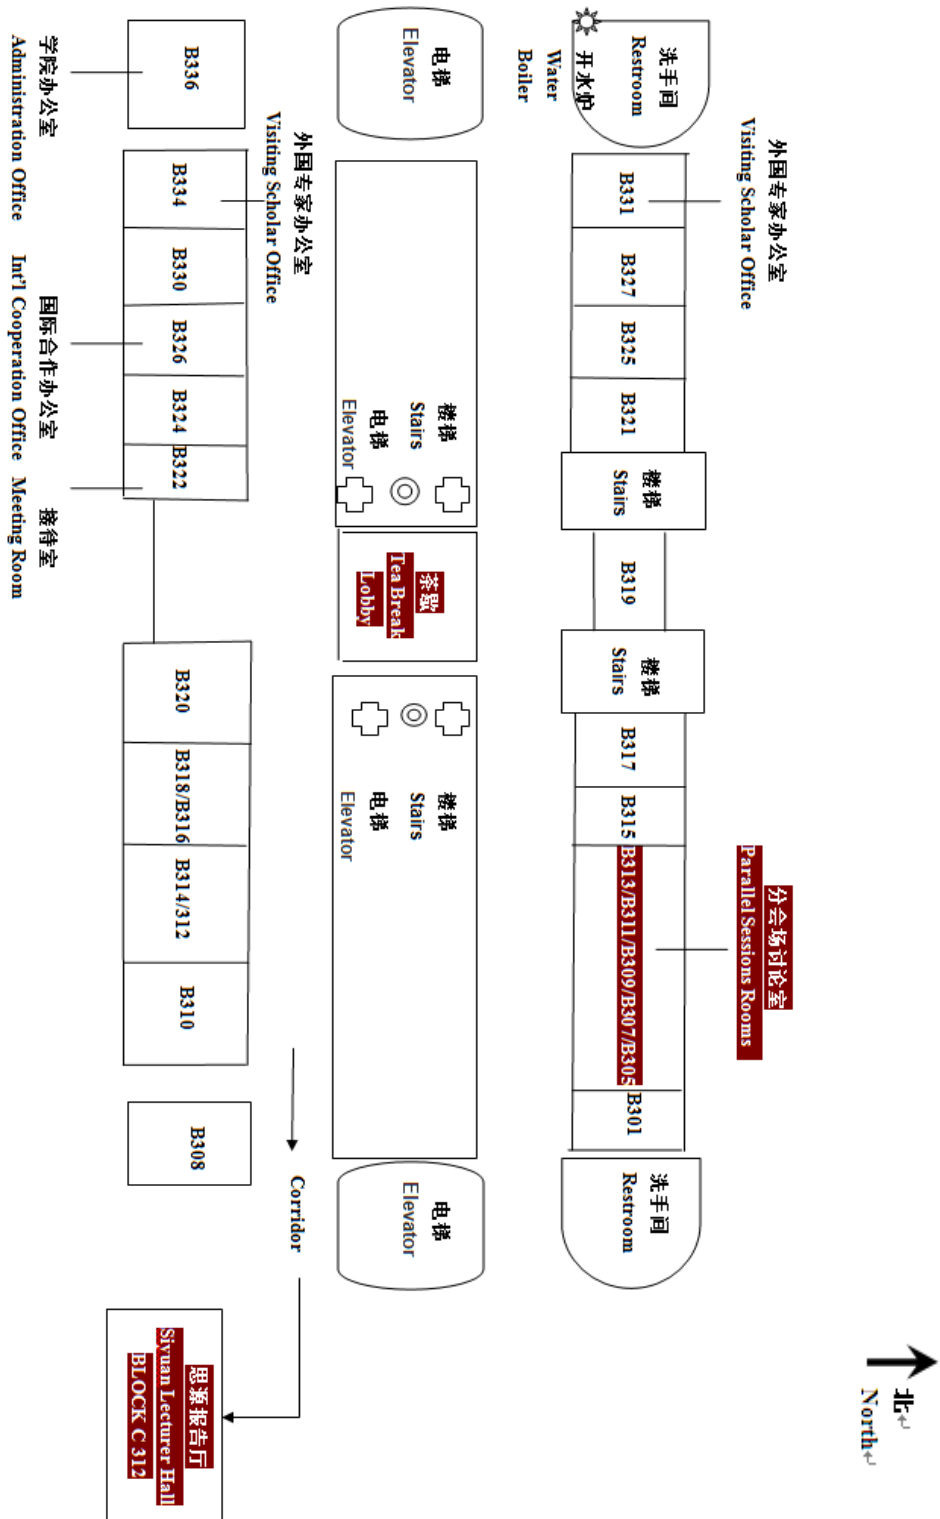 北
North
外国专家办公室
Visiting Scholar Office
分会场讨论室
Parallel Sessions Rooms
洗手间
Restroom
开水炉
Water
Boiler
B331
B327
B325
B321
楼梯
Stairs
B319
楼梯
Stairs
B317
B315
B313/B311/B309/B307/B305
B301
洗手间
Restroom
电梯
Elevator
楼梯
Stairs
电梯
Elevator
茶歇
Tea Break
Lobby
楼梯
Stairs
电梯
Elevator
电梯
Elevator
外国专家办公室
Visiting Scholar Office
Corridor
B336
B334
B330
B326
B324
B322
B320
B318/B316
B314/312
B310
B308
思源报告厅
Siyuan Lecturer Hall
BLOCK C 312
学院办公室
Administration Office
国际合作办公室
Int'l Cooperation Office
接待室
Meeting Room